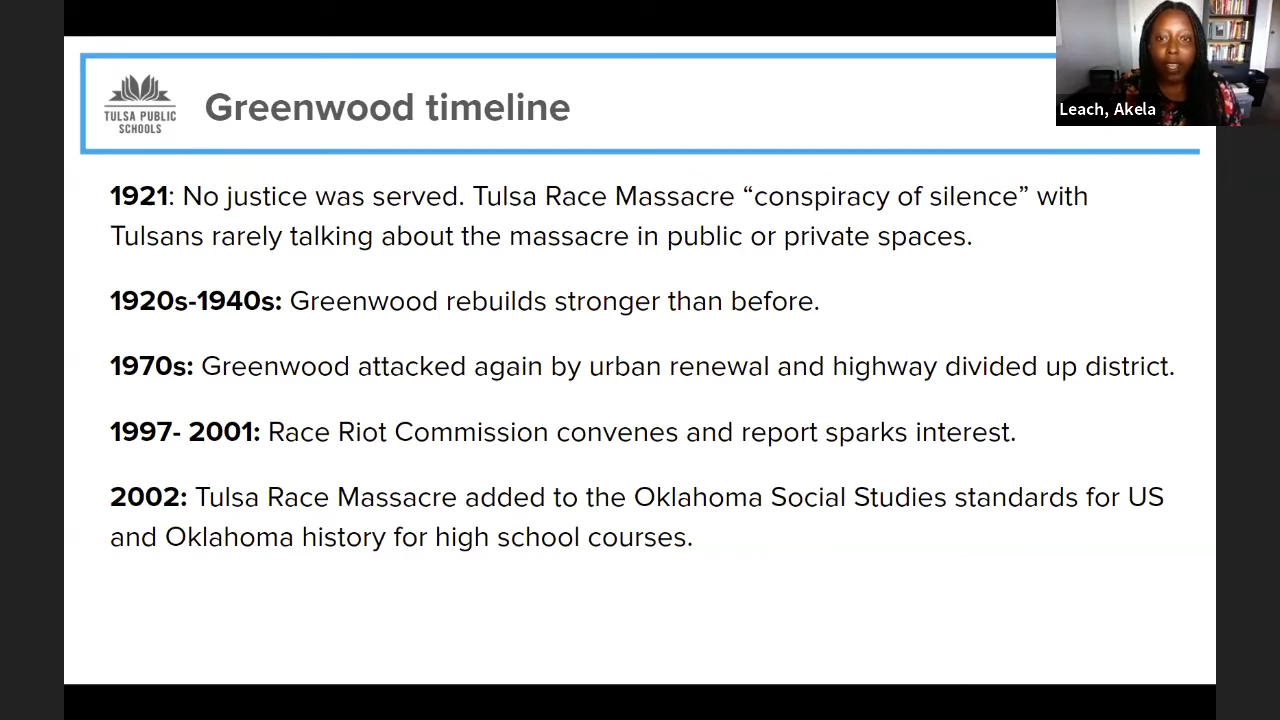 TULSA PUBLIC
SCHOOLS
Greenwood timeline
Leach, Akela
1921: No justice was served. Tulsa Race Massacre “conspiracy of silence” with
Tulsans rarely talking about the massacre in public or private spaces.
1920s-1940s: Greenwood rebuilds stronger than before.
1970s: Greenwood attacked again by urban renewal and highway divided up district.
1997- 2001: Race Riot Commission convenes and report sparks interest.
2002: Tulsa Race Massacre added to the Oklahoma Social Studies standards for US
and Oklahoma history for high school courses.